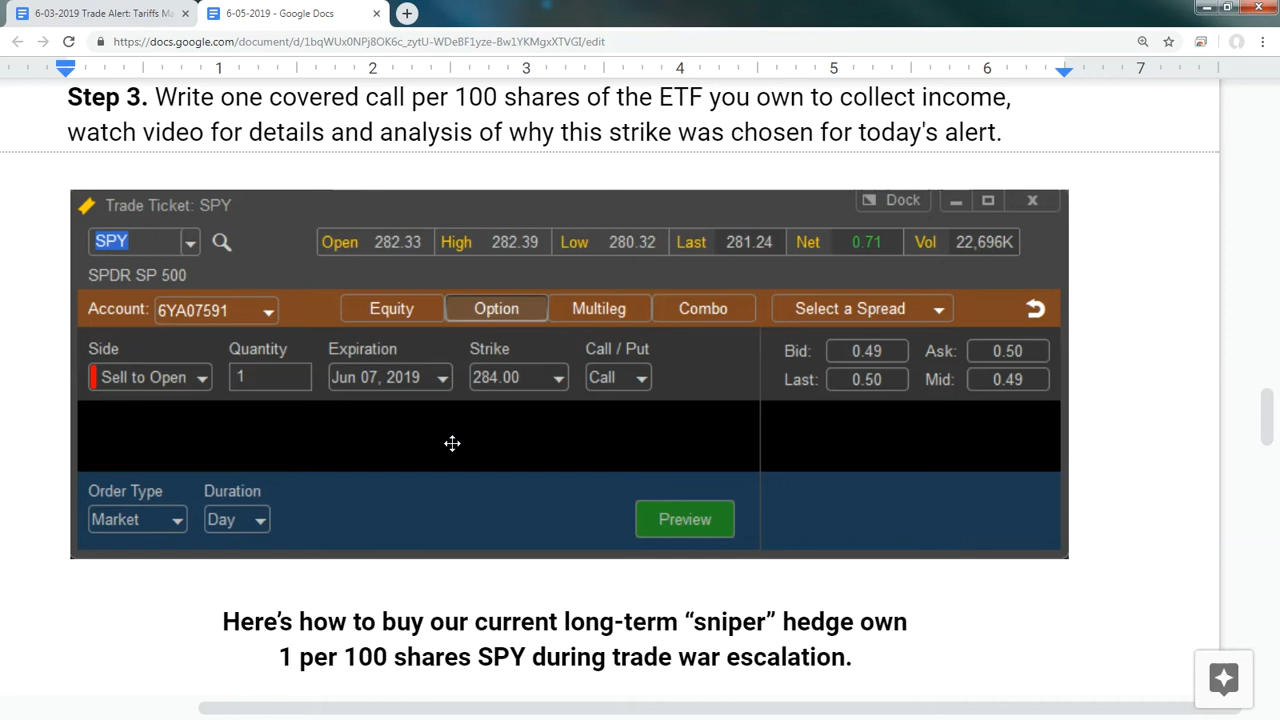 6-03-2019 Trade Alert: Tariffs Ma
6-05-2019 - Google Docs
https://docs.google.com/document/d/1bqWUx0NPj8OK6c_zytU-WDeBF1yze-Bw1YKMgxXTVGI/edit
1 2 3 4 5 6 7
Step 3. Write one covered call per 100 shares of the ETF you own to collect income,
watch video for details and analysis of why this strike was chosen for today's alert.
Trade Ticket: SPY Dock
SPY Open 282.33 High 282.39 Low 280.32 Last 281.24 Net 0.71 Vol 22,696K
SPDR SP 500
Account: 6YA07591 Equity Option Multileg Combo Select a Spread
Side Quantity Expiration Strike Call / Put Bid: 0.49 Ask: 0.50
Sell to Open 1 Jun 07, 2019 284.00 Call Last: 0.50 Mid: 0.49
Order Type Duration
Market Day Preview
Here's how to buy our current long-term “sniper” hedge own
1 per 100 shares SPY during trade war escalation.